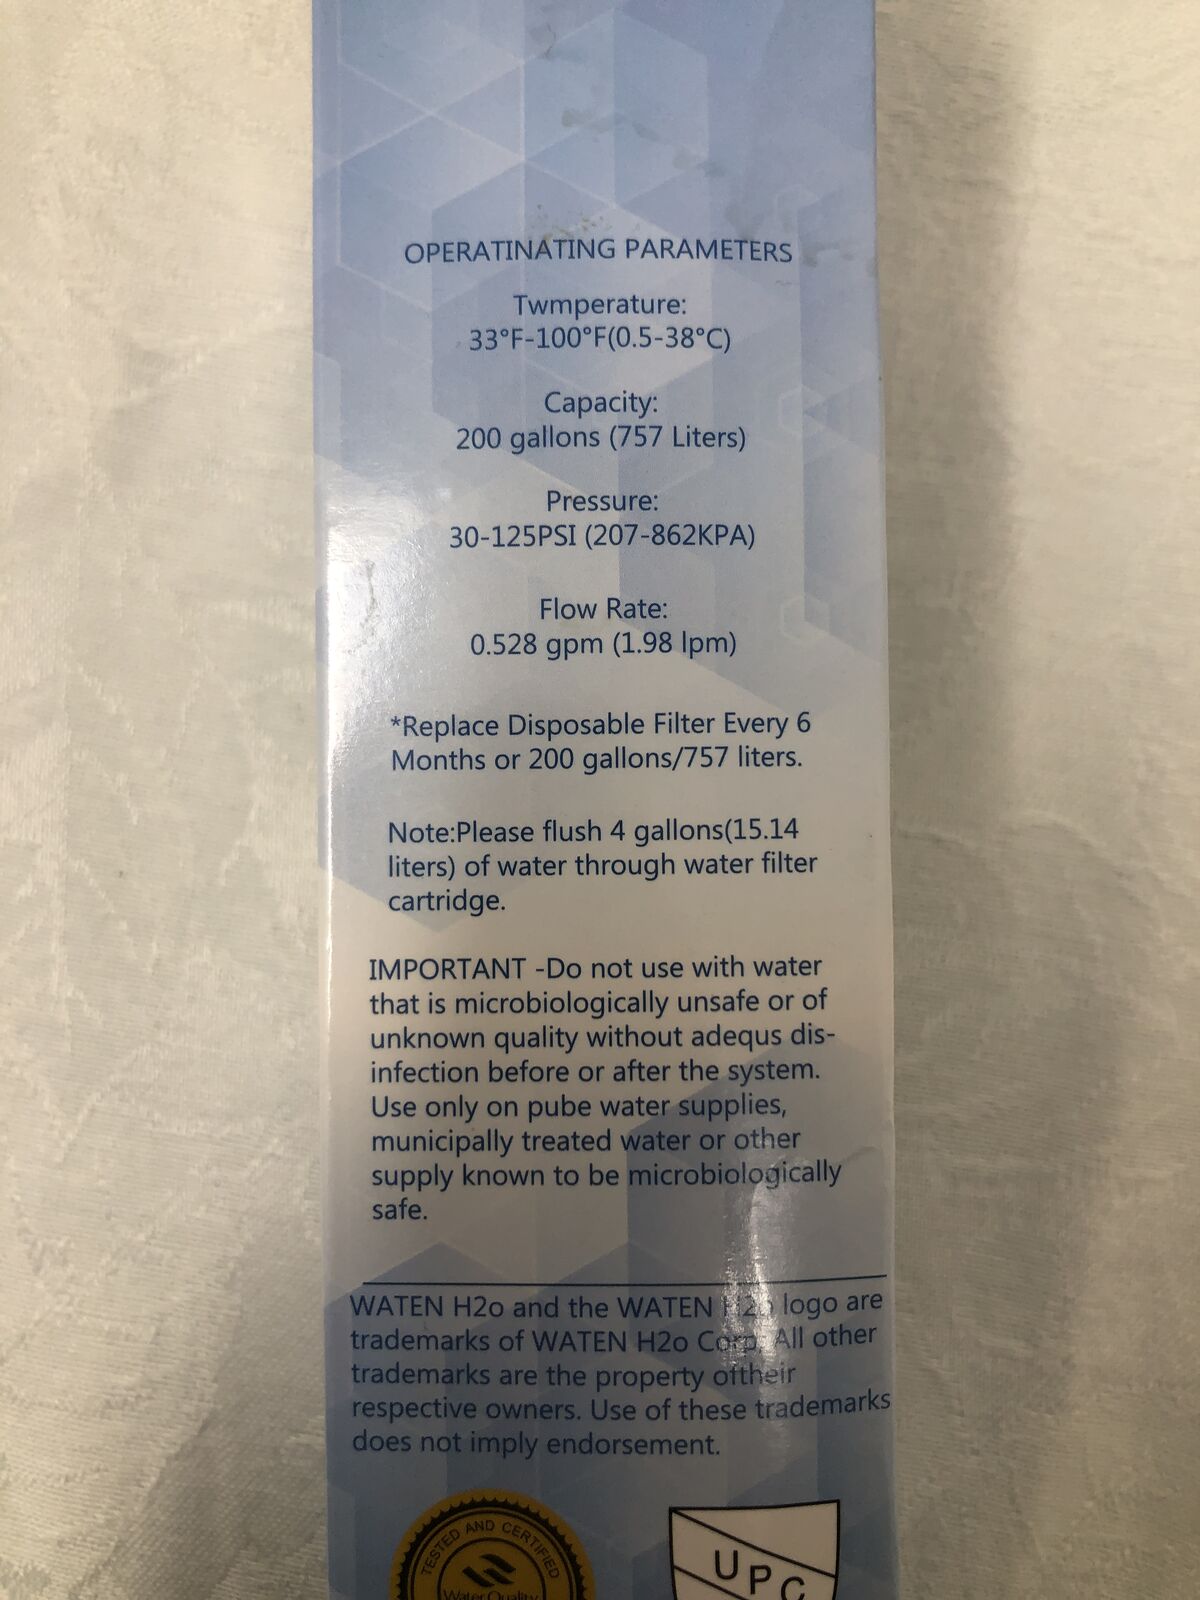 OPERATINATING PARAMETERS
Twmperature:
33°F-100°F(0.5-38°C)
Capacity:
200 gallons (757 Liters)
Pressure:
30-125PSI (207-862KPA)
Flow Rate:
0.528 gpm (1.98 lpm)
*Replace Disposable Filter Every 6
Months or 200 gallons/757 liters.
Note:Please flush 4 gallons(15.14
liters) of water through water filter
cartridge.
IMPORTANT -Do not use with water
that is microbiologically unsafe or of
unknown quality without adequs dis-
infection before or after the system.
Use only on pube water supplies,
municipally treated water or other
supply known to be microbiologically
safe.
WATEN H2o and the WATEN H2o logo are
trademarks of WATEN H2o Corp. All other
trademarks are the property oftheir
respective owners. Use of these trademarks
does not imply endorsement.
TESTED AND CERTIFIED
Water Quality
UPC